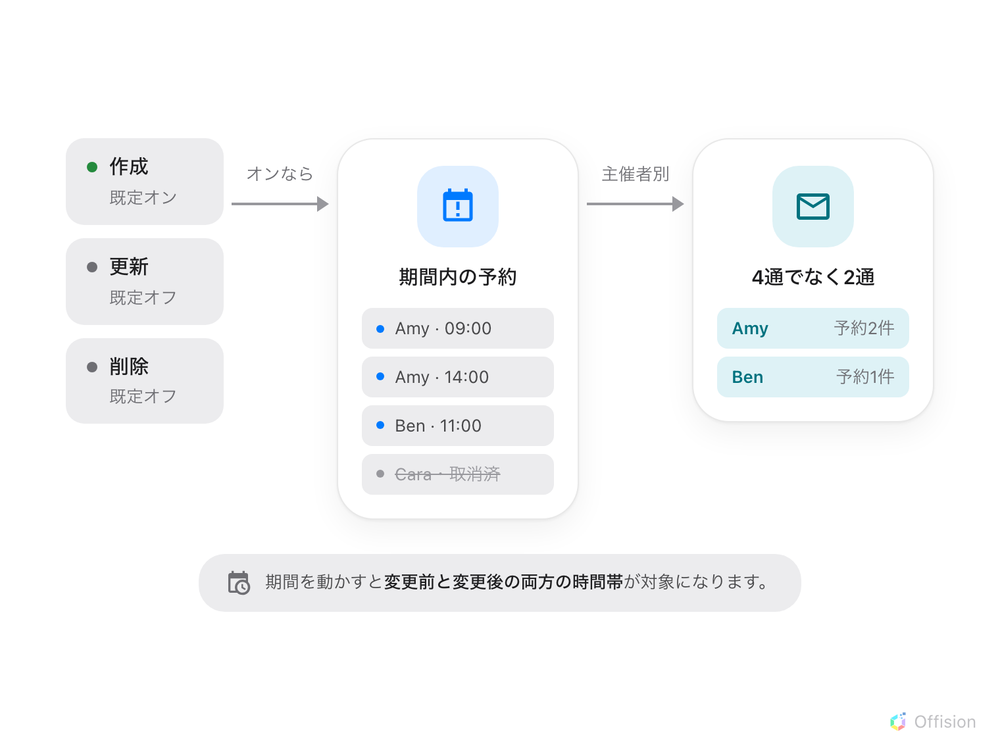 作成
既定オン
更新
既定オフ
削除
既定オフ
オンなら
期間内の予約
Amy · 09:00
Amy · 14:00
Ben · 11:00
Cara · 取消済
主催者別
4通でなく2通
Amy 予約2件
Ben 予約1件
期間を動かすと変更前と変更後の両方の時間帯が対象になります。
Offision